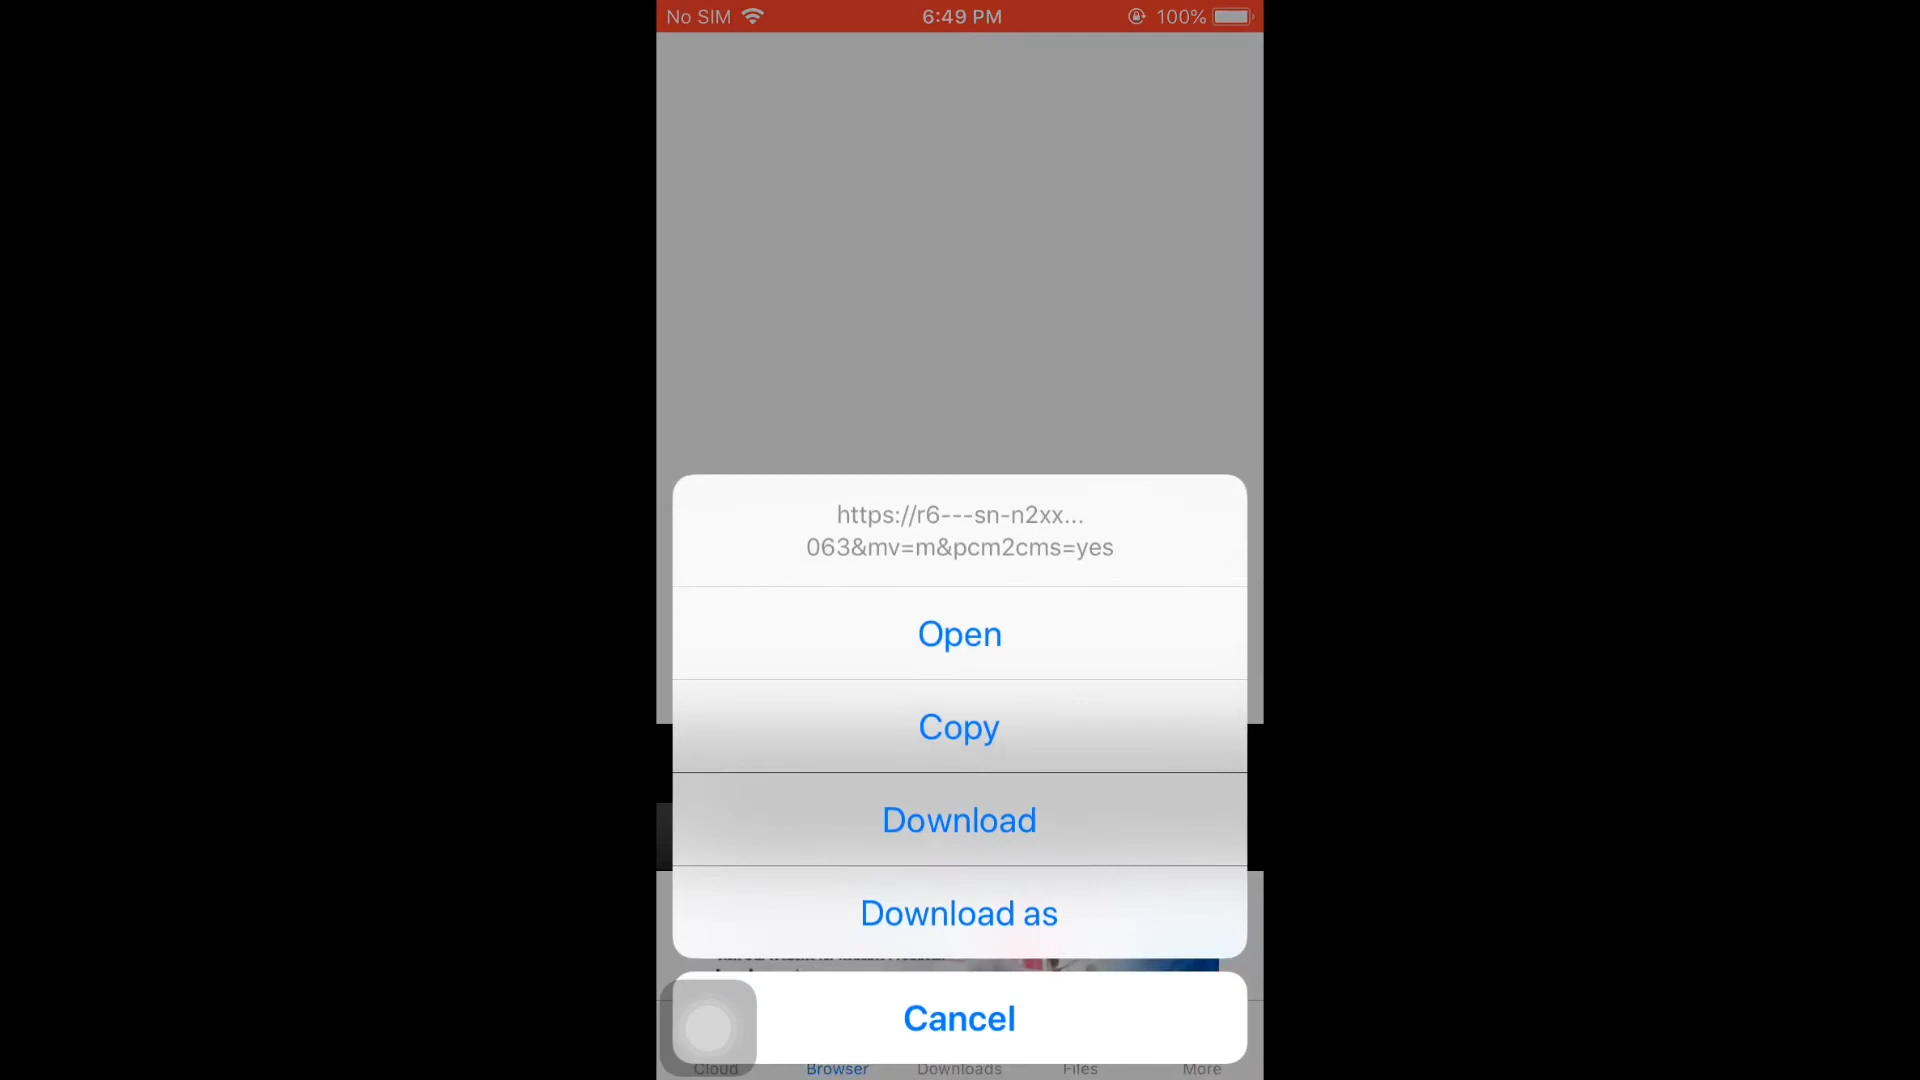 No SIM 6:49 PM 100%
https://r6---sn-n2xx...
063&mv=m&pcm2cms=yes
Open
Copy
Download
Download as
Cancel
Cloud Browser Downloads Files More